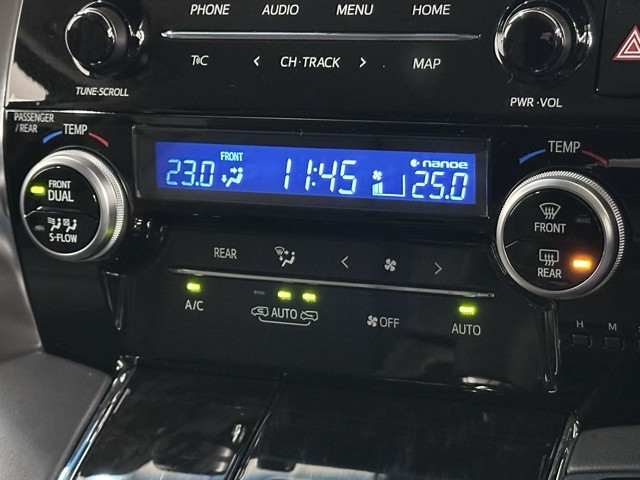 PHONE AUDIO MENU HOME
CH·TRACK MAP
TUNE·SCROLL
PWR·VOL
PASSENGER
/REAR
TEMP
TEMP
FRONT
23.0
11:45
nanoe
25.0
FRONT
DUAL
S-FLOW
REAR
FRONT
REAR
A/C
AUTO
OFF
AUTO
H M